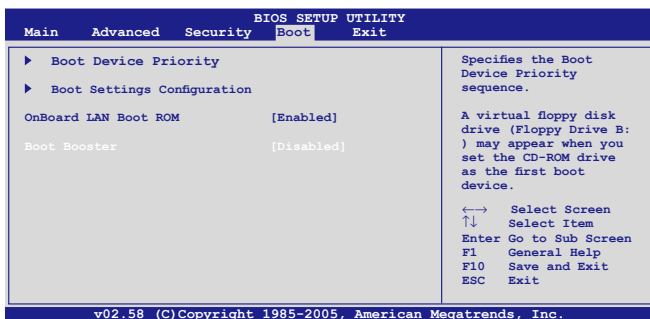 BIOS SETUP UTILITY
Main Advanced Security Boot Exit
Boot Device Priority
Boot Settings Configuration
OnBoard LAN Boot ROM [Enabled]
Boot Booster [Disabled]
Specifies the Boot
Device Priority
sequence.
A virtual floppy disk
drive (Floppy Drive B:
) may appear when you
set the CD-ROM drive
as the first boot
device.
←→ Select Screen
↑↓ Select Item
Enter Go to Sub Screen
F1 General Help
F10 Save and Exit
ESC Exit
v02.58 (C)Copyright 1985-2005, American Megatrends, Inc.